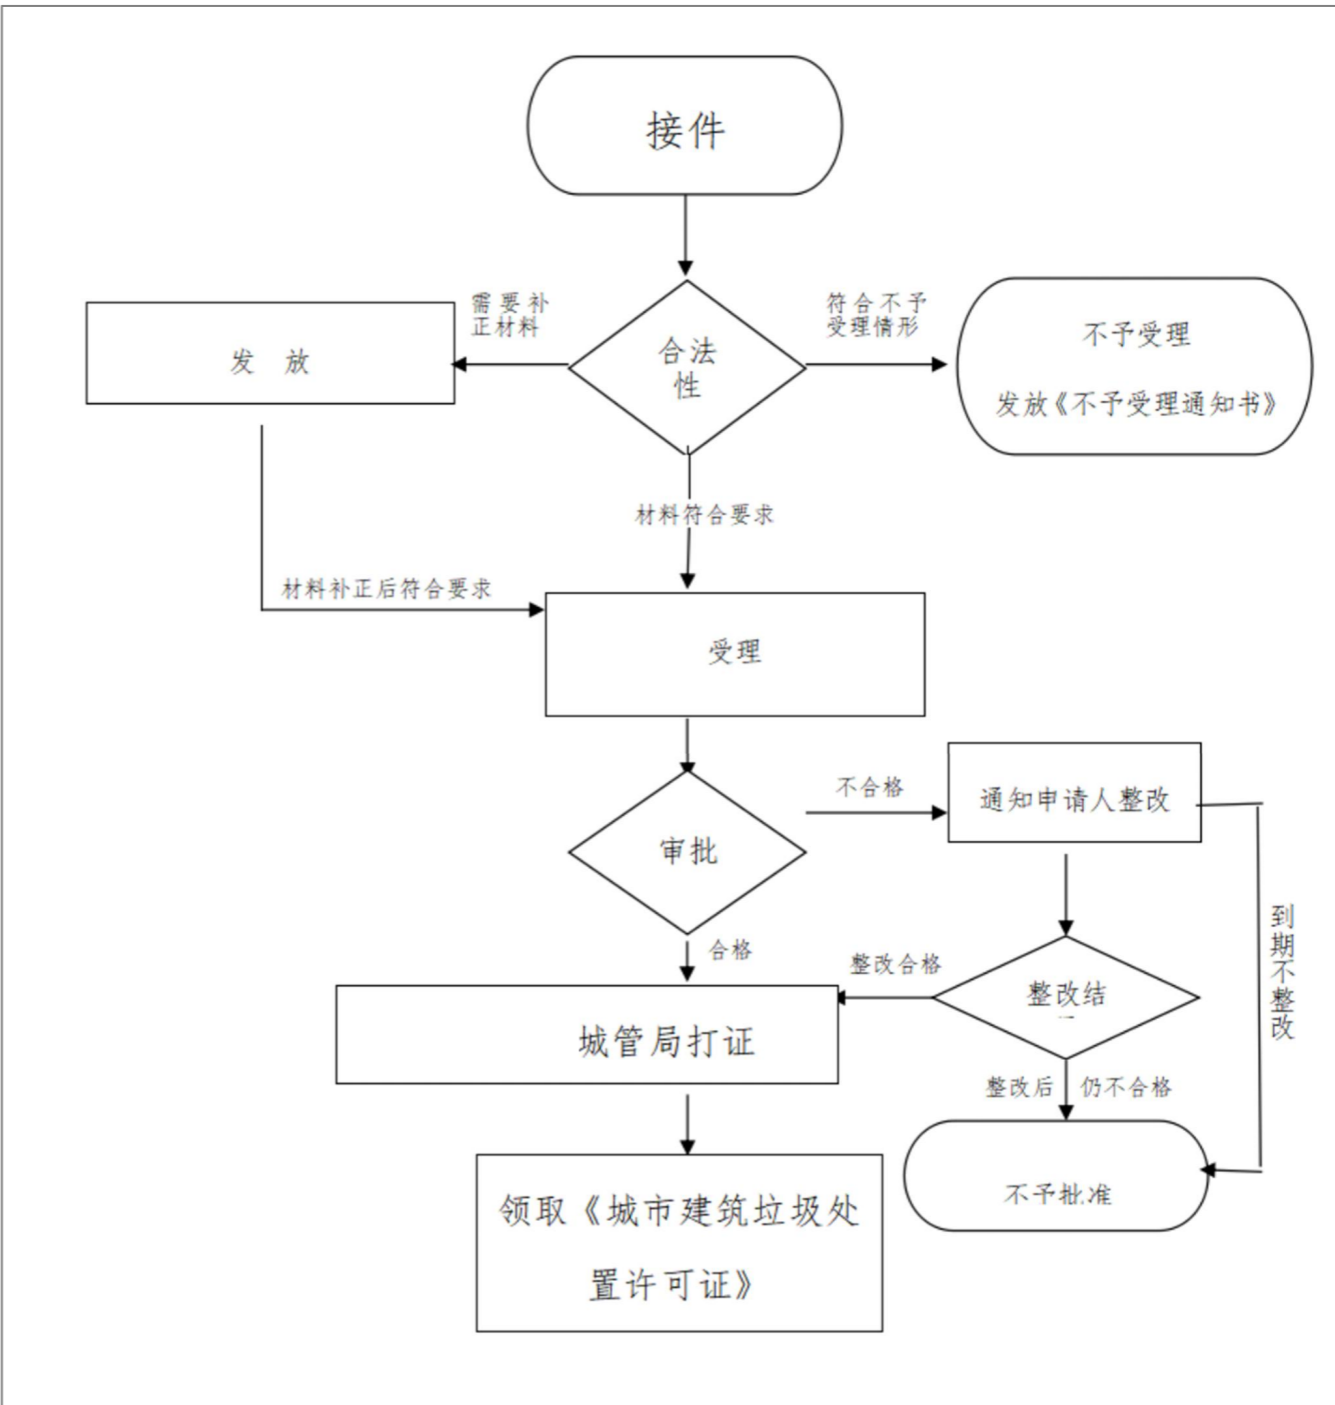 接件
需要补
正材料
符合不予
受理情形
发 放
合法
性
不予受理
发放《不予受理通知书》
材料符合要求
材料补正后符合要求
受理
不合格
通知申请人整改
审批
到期不整改
合格
整改合格
整改结
城管局打证
整改后 仍不合格
不予批准
领取《城市建筑垃圾处
置许可证》